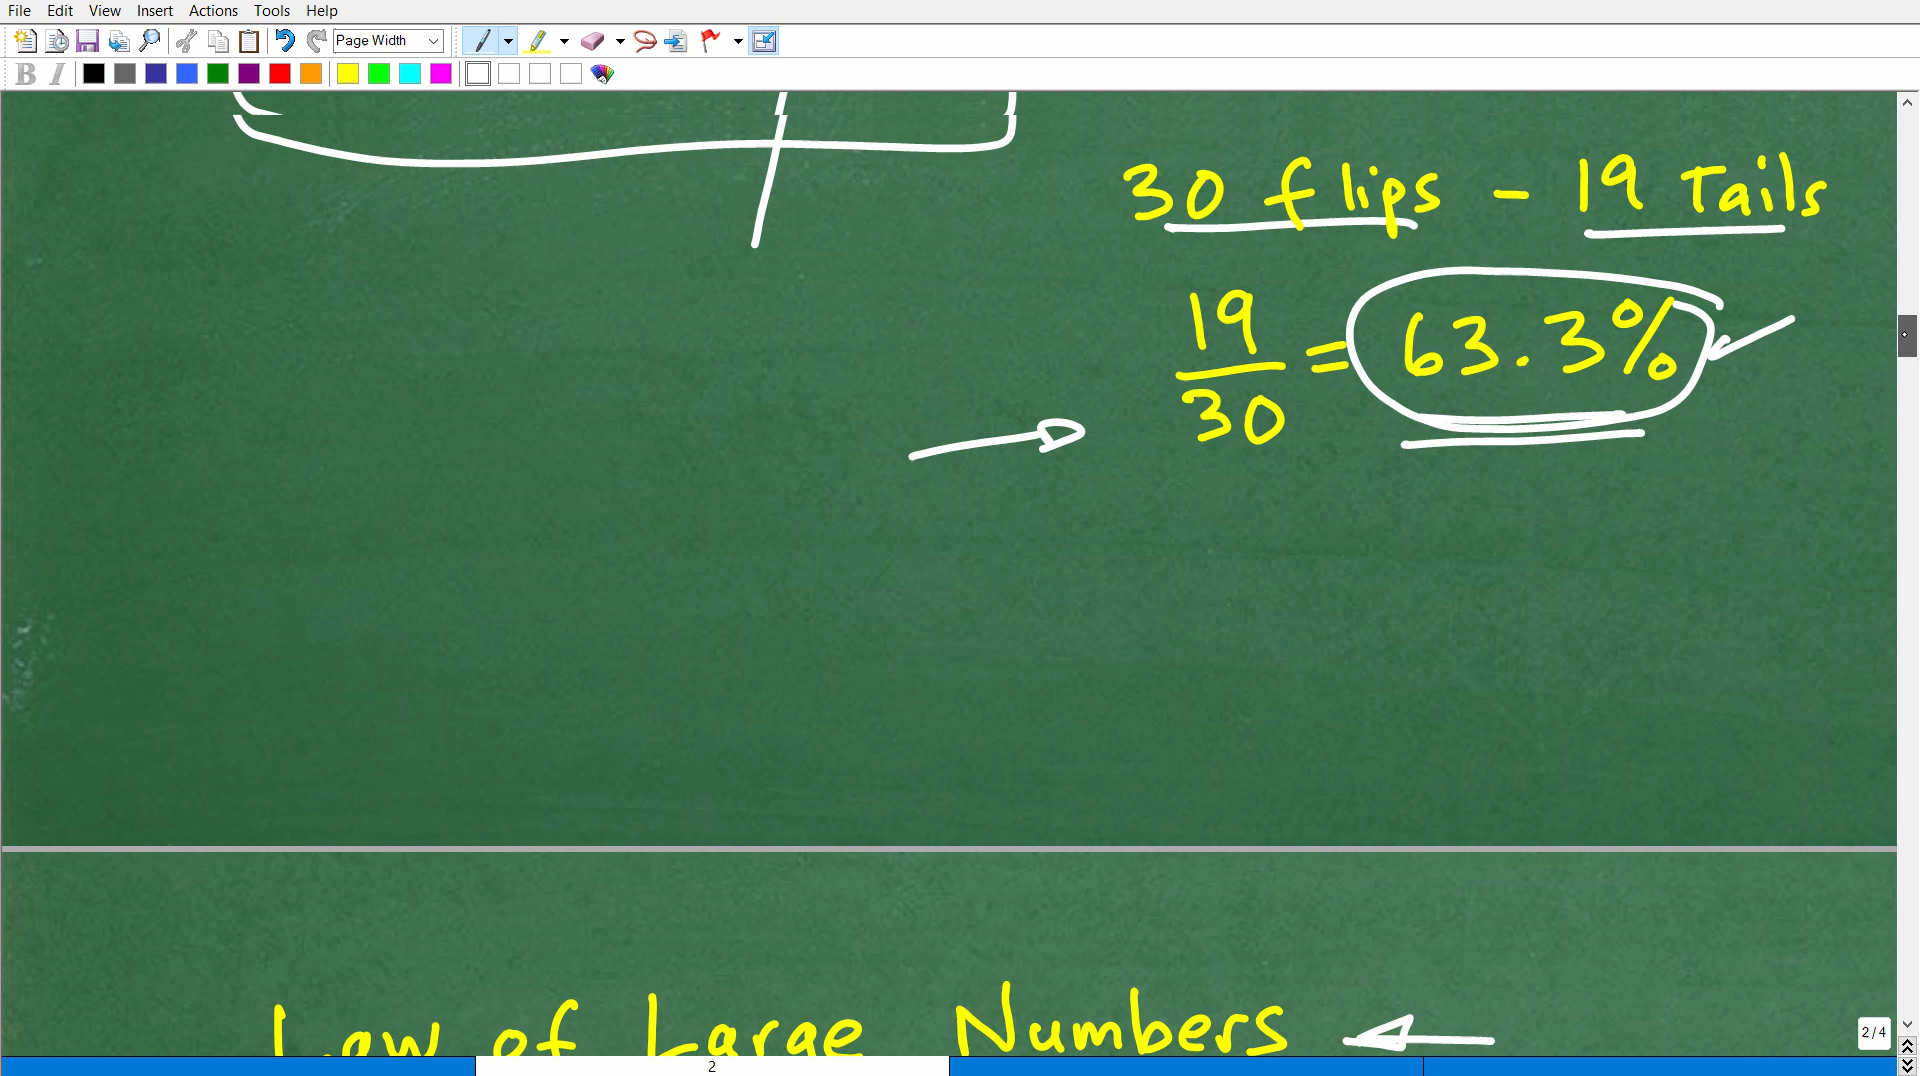 File Edit View Insert Actions Tools Help
Page Width
B I
30 flips - 19 Tails
19
30
= 63.3%
Law of Large Numbers
2 / 4
2